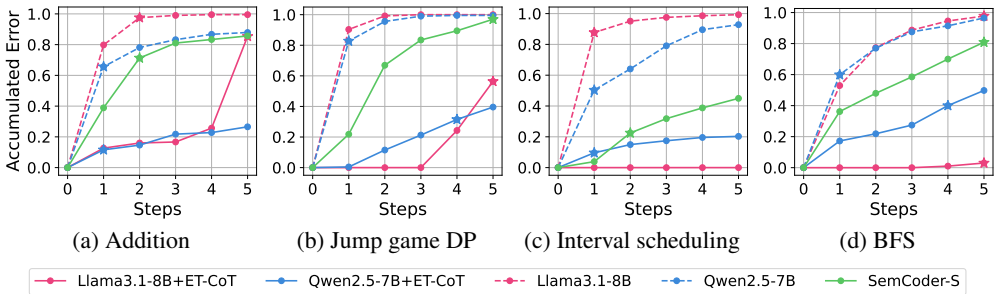 Accumulated Error
1.0
0.8
0.6
0.4
0.2
0.0
0 1 2 3 4 5
Steps
(a) Addition
1.0
0.8
0.6
0.4
0.2
0.0
0 1 2 3 4 5
Steps
(b) Jump game DP
1.0
0.8
0.6
0.4
0.2
0.0
0 1 2 3 4 5
Steps
(c) Interval scheduling
1.0
0.8
0.6
0.4
0.2
0.0
0 1 2 3 4 5
Steps
(d) BFS
Llama3.1-8B+ET-CoT Qwen2.5-7B+ET-CoT Llama3.1-8B Qwen2.5-7B SemCoder-S